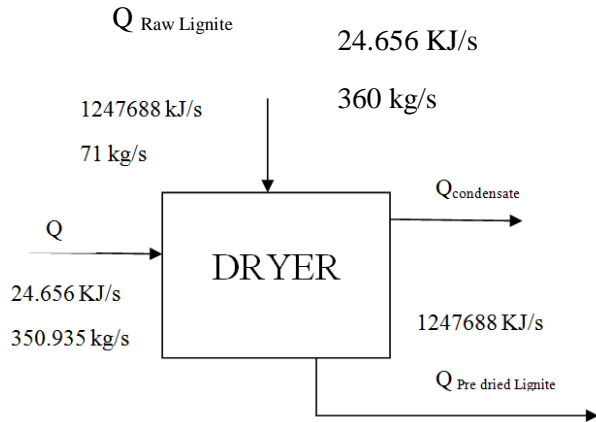 Q Raw Lignite
24.656 KJ/s
360 kg/s
1247688 kJ/s
71 kg/s
Qcondensate
Q
DRYER
24.656 KJ/s
350.935 kg/s
1247688 KJ/s
Q Pre dried Lignite